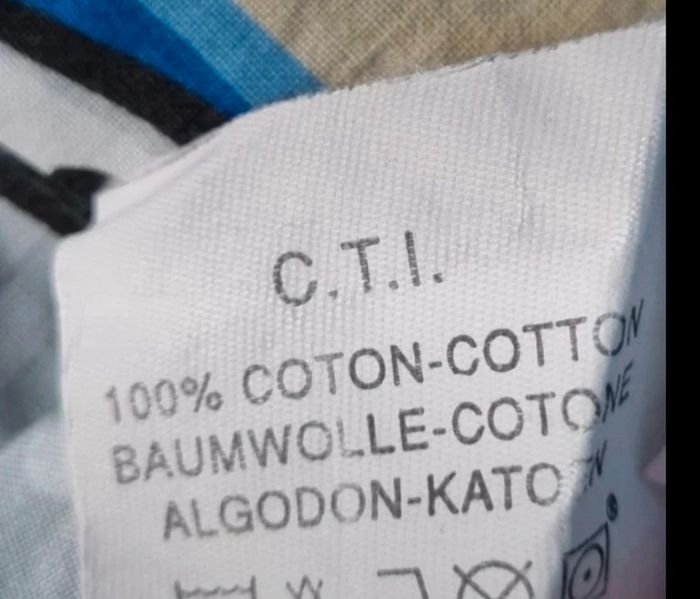 C.T.I.
100% COTON-COTTON
BAUMWOLLE-COTONE
ALGODON-KATOEN